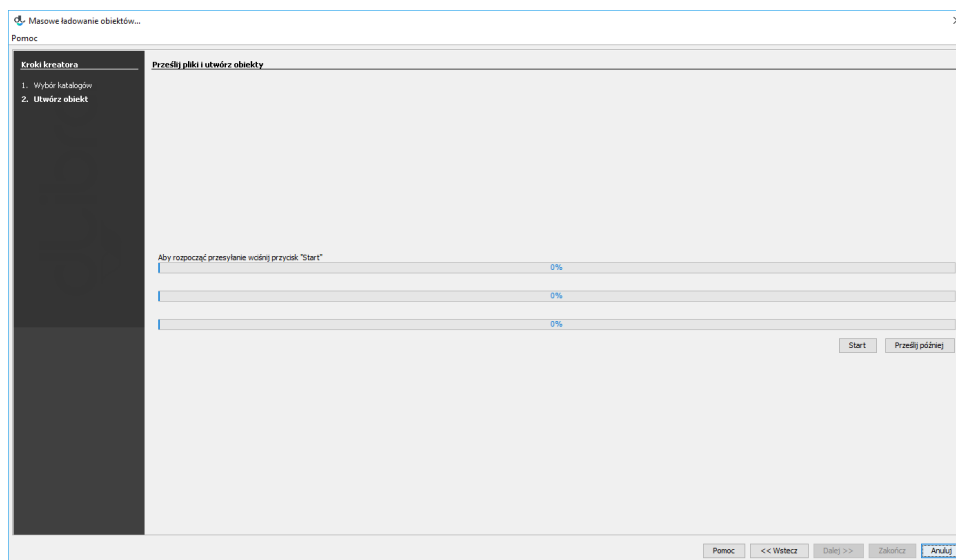 Masowe ładowanie obiektów...
Pomoc
Kroki kreatora
1. Wybór katalogów
2. Utwórz obiekt
Prześlij pliki i utwórz obiekty
Aby rozpocząć przesyłanie wciśnij przycisk "Start"
0%
0%
0%
Start Prześlij później
Pomoc << Wstecz Dalej >> Zakończ Anuluj